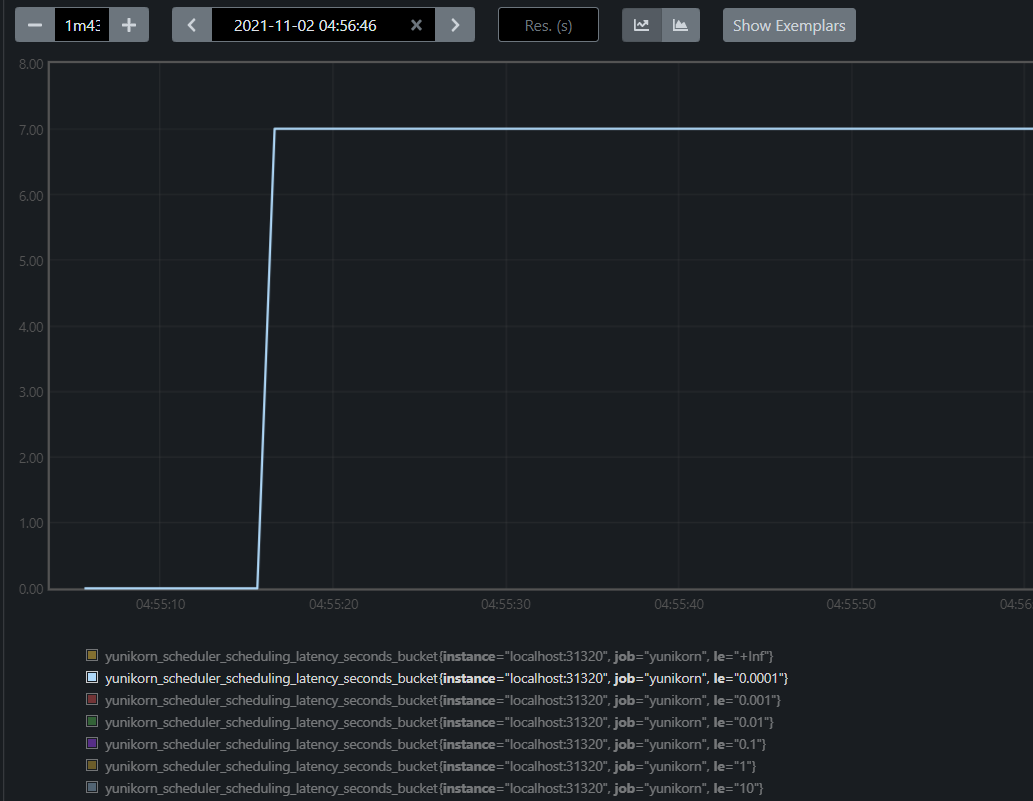 − 1m43 + 2021-11-02 04:56:46 × Res. (s) Show Exemplars
8.00
7.00
6.00
5.00
4.00
3.00
2.00
1.00
0.00
04:55:10 04:55:20 04:55:30 04:55:40 04:55:50 04:56
yunikorn_scheduler_scheduling_latency_seconds_bucket{instance="localhost:31320", job="yunikorn", le="+Inf"}
yunikorn_scheduler_scheduling_latency_seconds_bucket{instance="localhost:31320", job="yunikorn", le="0.0001"}
yunikorn_scheduler_scheduling_latency_seconds_bucket{instance="localhost:31320", job="yunikorn", le="0.001"}
yunikorn_scheduler_scheduling_latency_seconds_bucket{instance="localhost:31320", job="yunikorn", le="0.01"}
yunikorn_scheduler_scheduling_latency_seconds_bucket{instance="localhost:31320", job="yunikorn", le="0.1"}
yunikorn_scheduler_scheduling_latency_seconds_bucket{instance="localhost:31320", job="yunikorn", le="1"}
yunikorn_scheduler_scheduling_latency_seconds_bucket{instance="localhost:31320", job="yunikorn", le="10"}